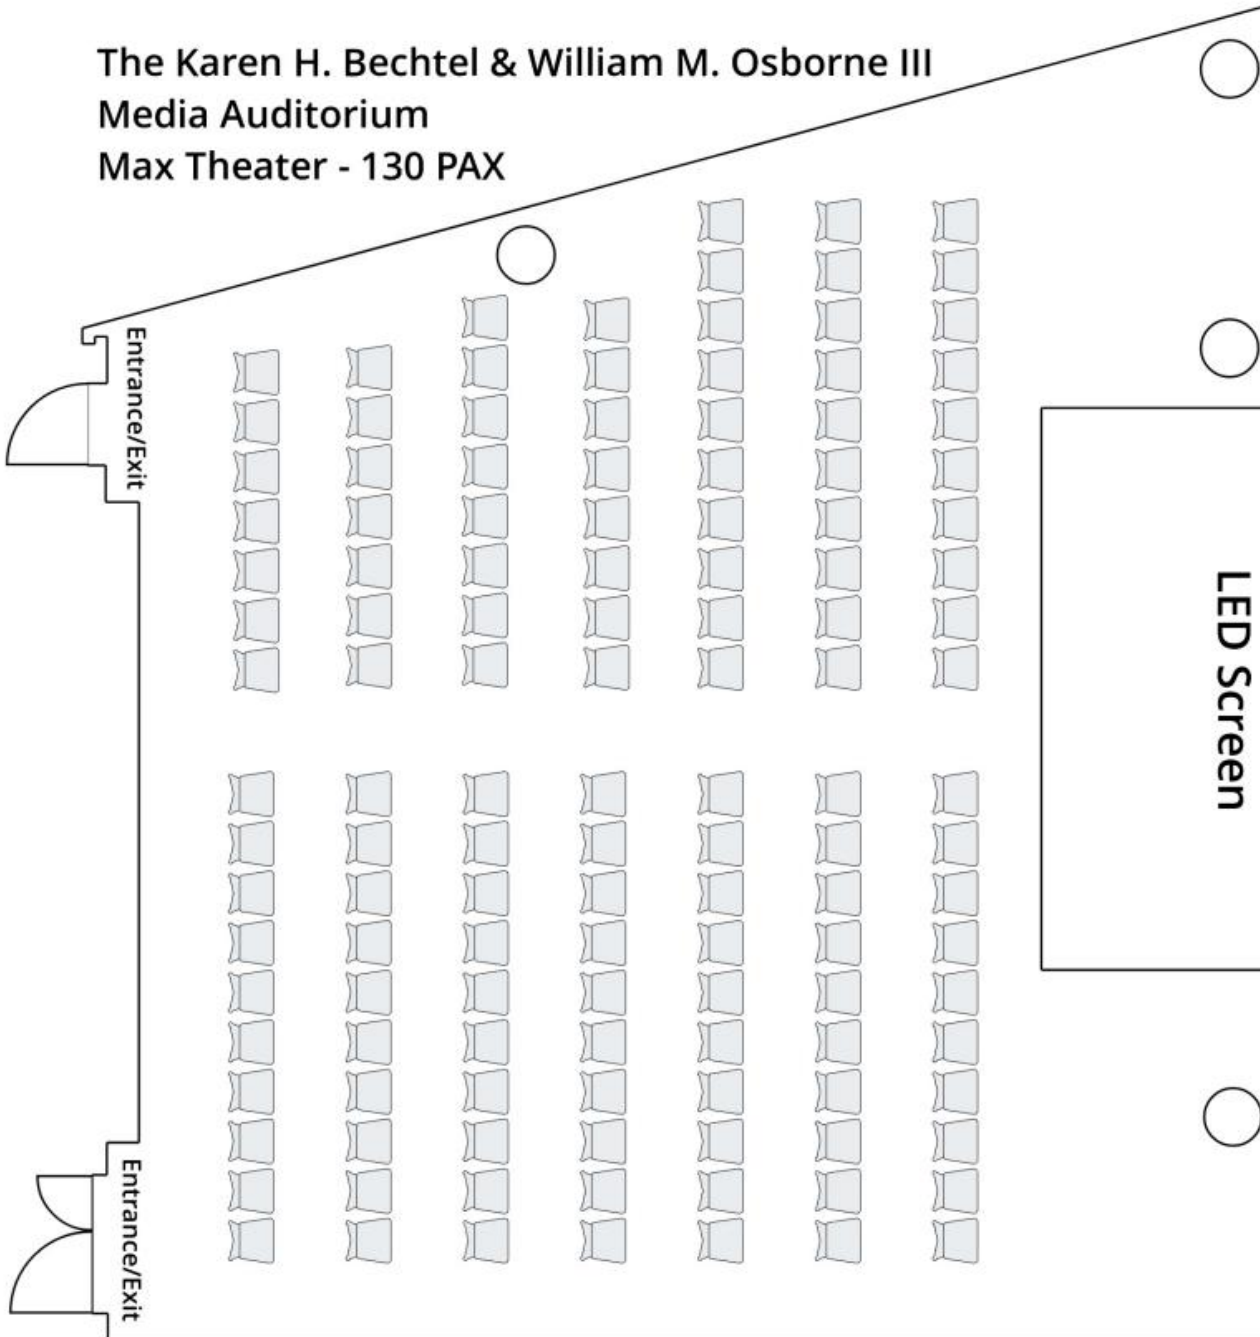 The Karen H. Bechtel & William M. Osborne III
Media Auditorium
Max Theater - 130 PAX
Entrance/Exit
LED Screen
Entrance/Exit